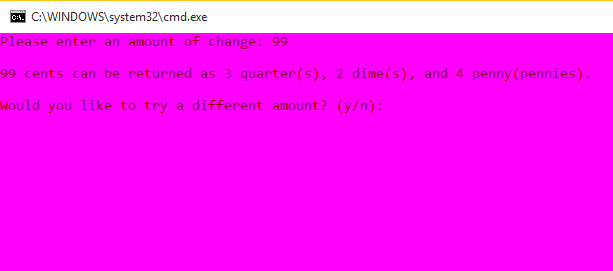 C:\WINDOWS\system32\cmd.exe
Please enter an amount of change: 99
99 cents can be returned as 3 quarter(s), 2 dime(s), and 4 penny(pennies).
Would you like to try a different amount? (y/n):